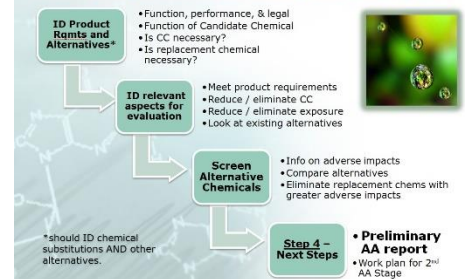 ID Product
Rqmts and
Alternatives*
• Function, performance, & legal
• Function of Candidate Chemical
• Is CC necessary?
• Is replacement chemical
necessary?
ID relevant
aspects for
evaluation
• Meet product requirements
• Reduce / eliminate CC
• Reduce / eliminate exposure
• Look at existing alternatives
Screen
Alternative
Chemicals
• Info on adverse impacts
• Compare alternatives
• Eliminate replacement chems with
greater adverse impacts
Step 4 –
Next Steps
• Preliminary
AA report
• Work plan for 2nd
AA Stage
*should ID chemical
substitutions AND other
alternatives.